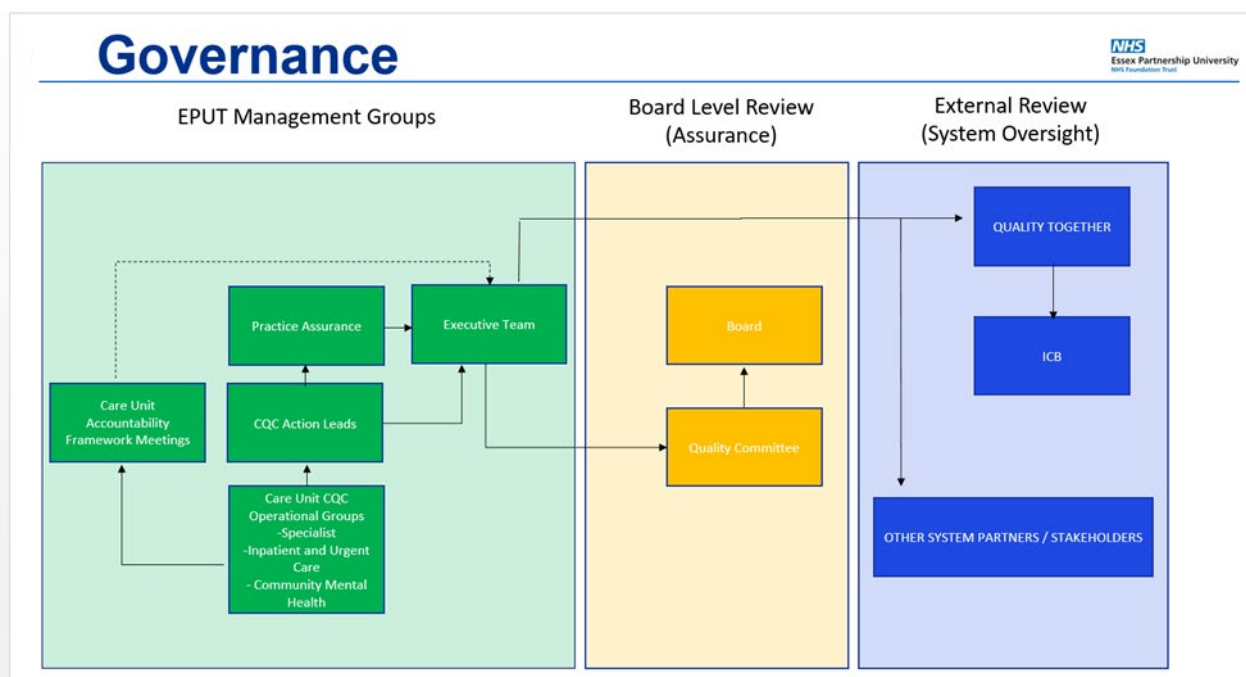 Governance
NHS
Essex Partnership University
NHS Foundation Trust
EPUT Management Groups
Board Level Review
(Assurance)
External Review
(System Oversight)
Care Unit
Accountability
Framework Meetings
Practice Assurance
CQC Action Leads
Care Unit CQC
Operational Groups
-Specialist
-Inpatient and Urgent
Care
- Community Mental
Health
Executive Team
Board
Quality Committee
QUALITY TOGETHER
ICB
OTHER SYSTEM PARTNERS / STAKEHOLDERS